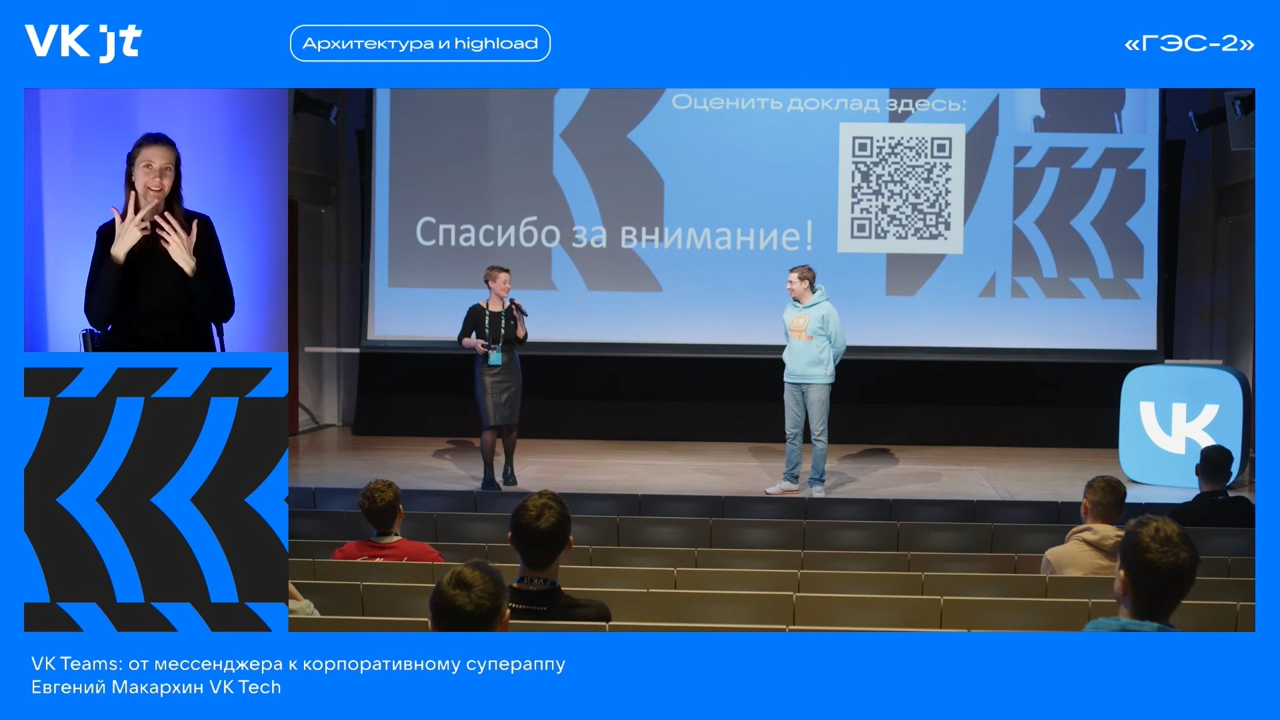 VK jt
Архитектура и highload
«ГЭС-2»
Оценить доклад здесь:
Спасибо за внимание!
VK
VK Teams: от мессенджера к корпоративному супераппу
Евгений Макархин VK Tech